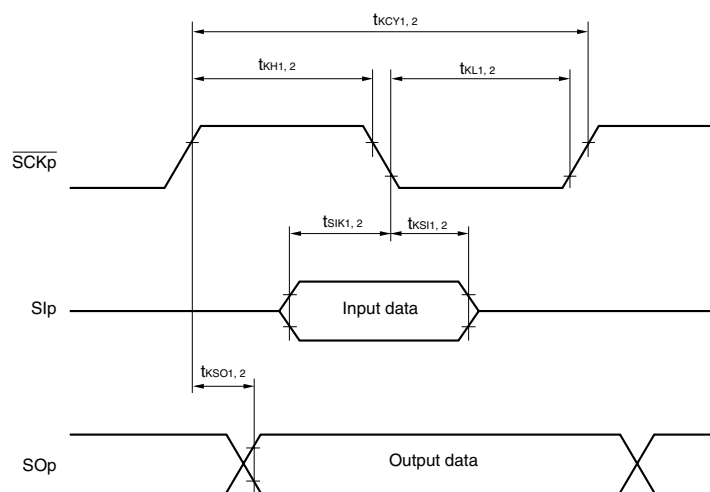 tKCY1, 2
tKH1, 2
tKL1, 2
SCKp
tSIK1, 2
tKSI1, 2
SIp
Input data
tKSO1, 2
SOp
Output data